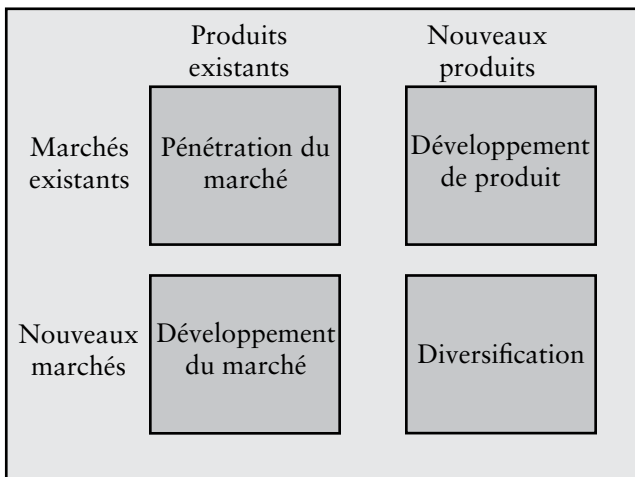 Produits
existants
Nouveaux
produits
Marchés
existants
Pénétration du
marché
Développement
de produit
Nouveaux
marchés
Développement
du marché
Diversification